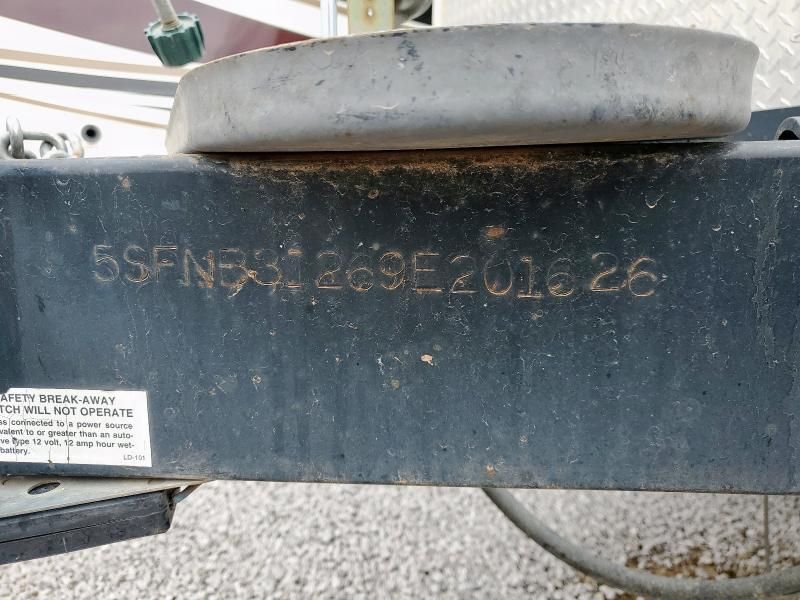 5SFNB31269E201626
AFETY BREAK-AWAY
TCH WILL NOT OPERATE
ss connected to a power source
valent to or greater than an auto-
ve type 12 volt, 12 amp hour wet-
battery.
LD-101